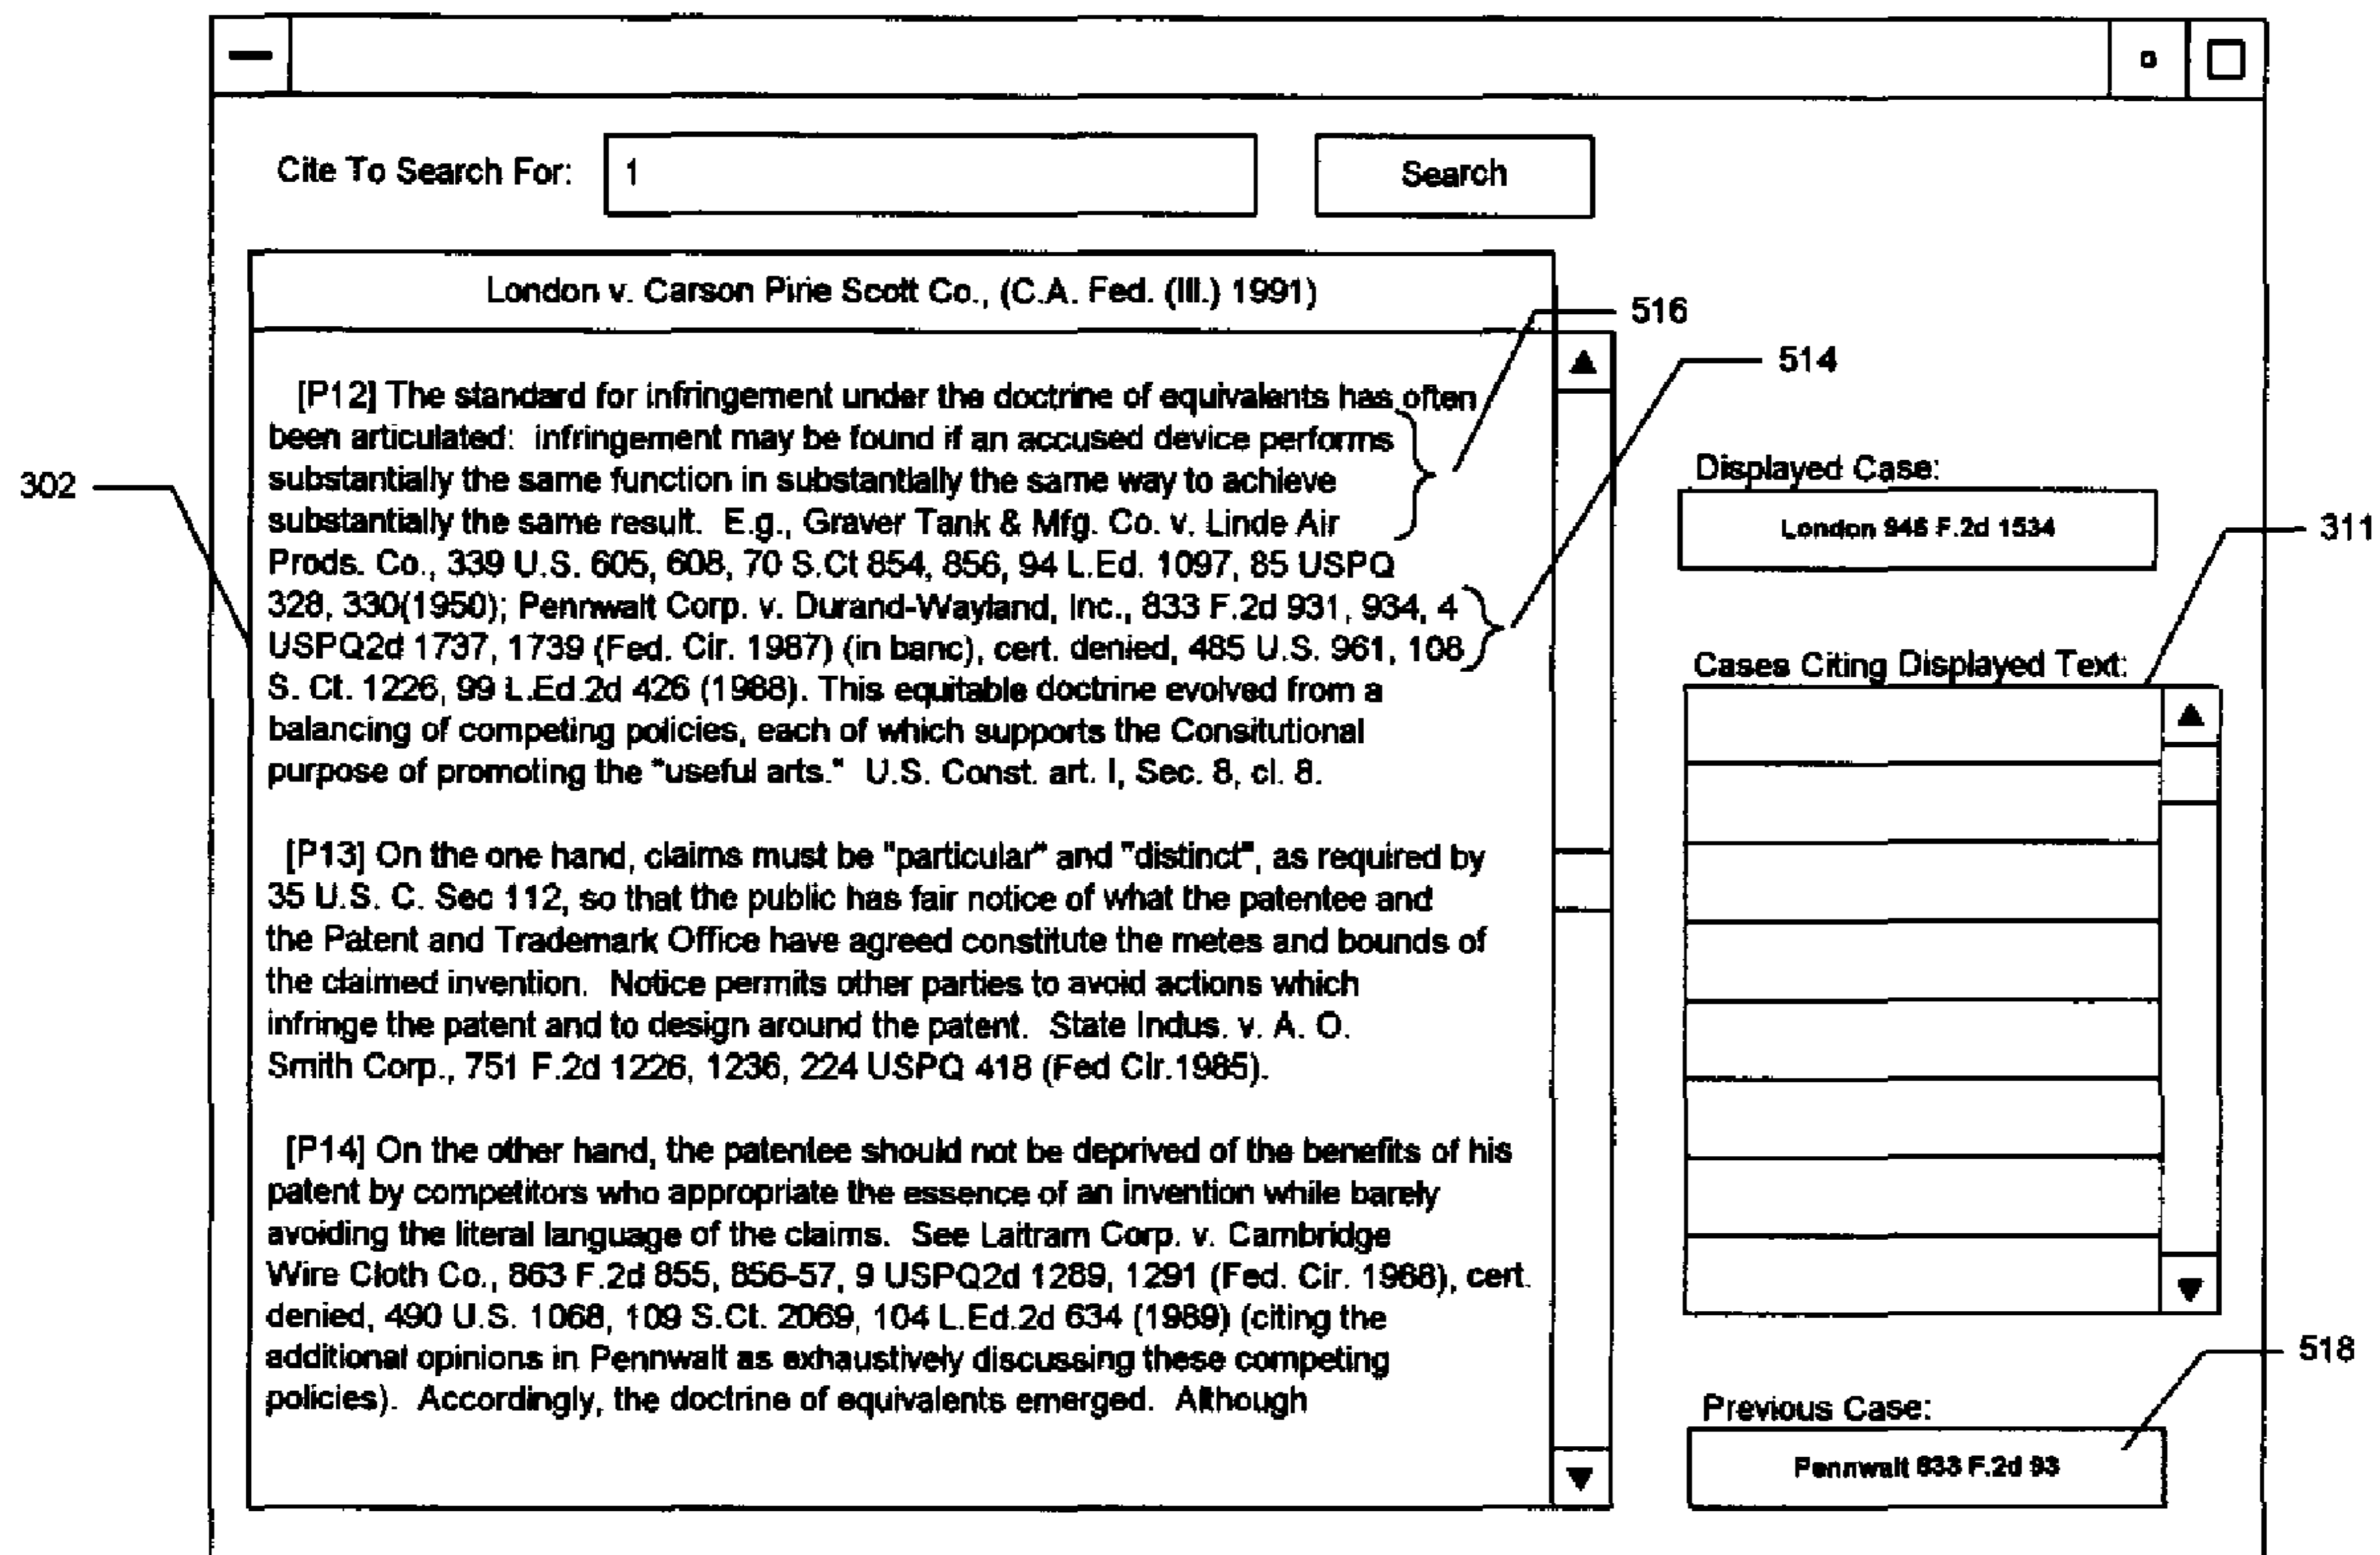 Cite To Search For: 1 Search
London v. Carson Pirie Scott Co., (C.A. Fed. (Ill.) 1991)
516
514
302
311
518
[P12] The standard for infringement under the doctrine of equivalents has often
been articulated: infringement may be found if an accused device performs
substantially the same function in substantially the same way to achieve
substantially the same result. E.g., Graver Tank & Mfg. Co. v. Linde Air
Prods. Co., 339 U.S. 605, 608, 70 S.Ct 854, 856, 94 L.Ed. 1097, 85 USPQ
328, 330(1950); Pennwalt Corp. v. Durand-Wayland, Inc., 833 F.2d 931, 934, 4
USPQ2d 1737, 1739 (Fed. Cir. 1987) (in banc), cert. denied, 485 U.S. 961, 108
S. Ct. 1226, 99 L.Ed.2d 426 (1988). This equitable doctrine evolved from a
balancing of competing policies, each of which supports the Consitutional
purpose of promoting the "useful arts." U.S. Const. art. I, Sec. 8, cl. 8.
[P13] On the one hand, claims must be "particular" and "distinct", as required by
35 U.S. C. Sec 112, so that the public has fair notice of what the patentee and
the Patent and Trademark Office have agreed constitute the metes and bounds of
the claimed invention. Notice permits other parties to avoid actions which
infringe the patent and to design around the patent. State Indus. v. A. O.
Smith Corp., 751 F.2d 1226, 1236, 224 USPQ 418 (Fed Cir.1985).
[P14] On the other hand, the patentee should not be deprived of the benefits of his
patent by competitors who appropriate the essence of an invention while barely
avoiding the literal language of the claims. See Laitram Corp. v. Cambridge
Wire Cloth Co., 863 F.2d 855, 856-57, 9 USPQ2d 1289, 1291 (Fed. Cir. 1988), cert.
denied, 490 U.S. 1068, 109 S.Ct. 2069, 104 L.Ed.2d 634 (1989) (citing the
additional opinions in Pennwalt as exhaustively discussing these competing
policies). Accordingly, the doctrine of equivalents emerged. Although
Displayed Case:
London 946 F.2d 1534
Cases Citing Displayed Text:
Previous Case:
Pennwalt 833 F.2d 93